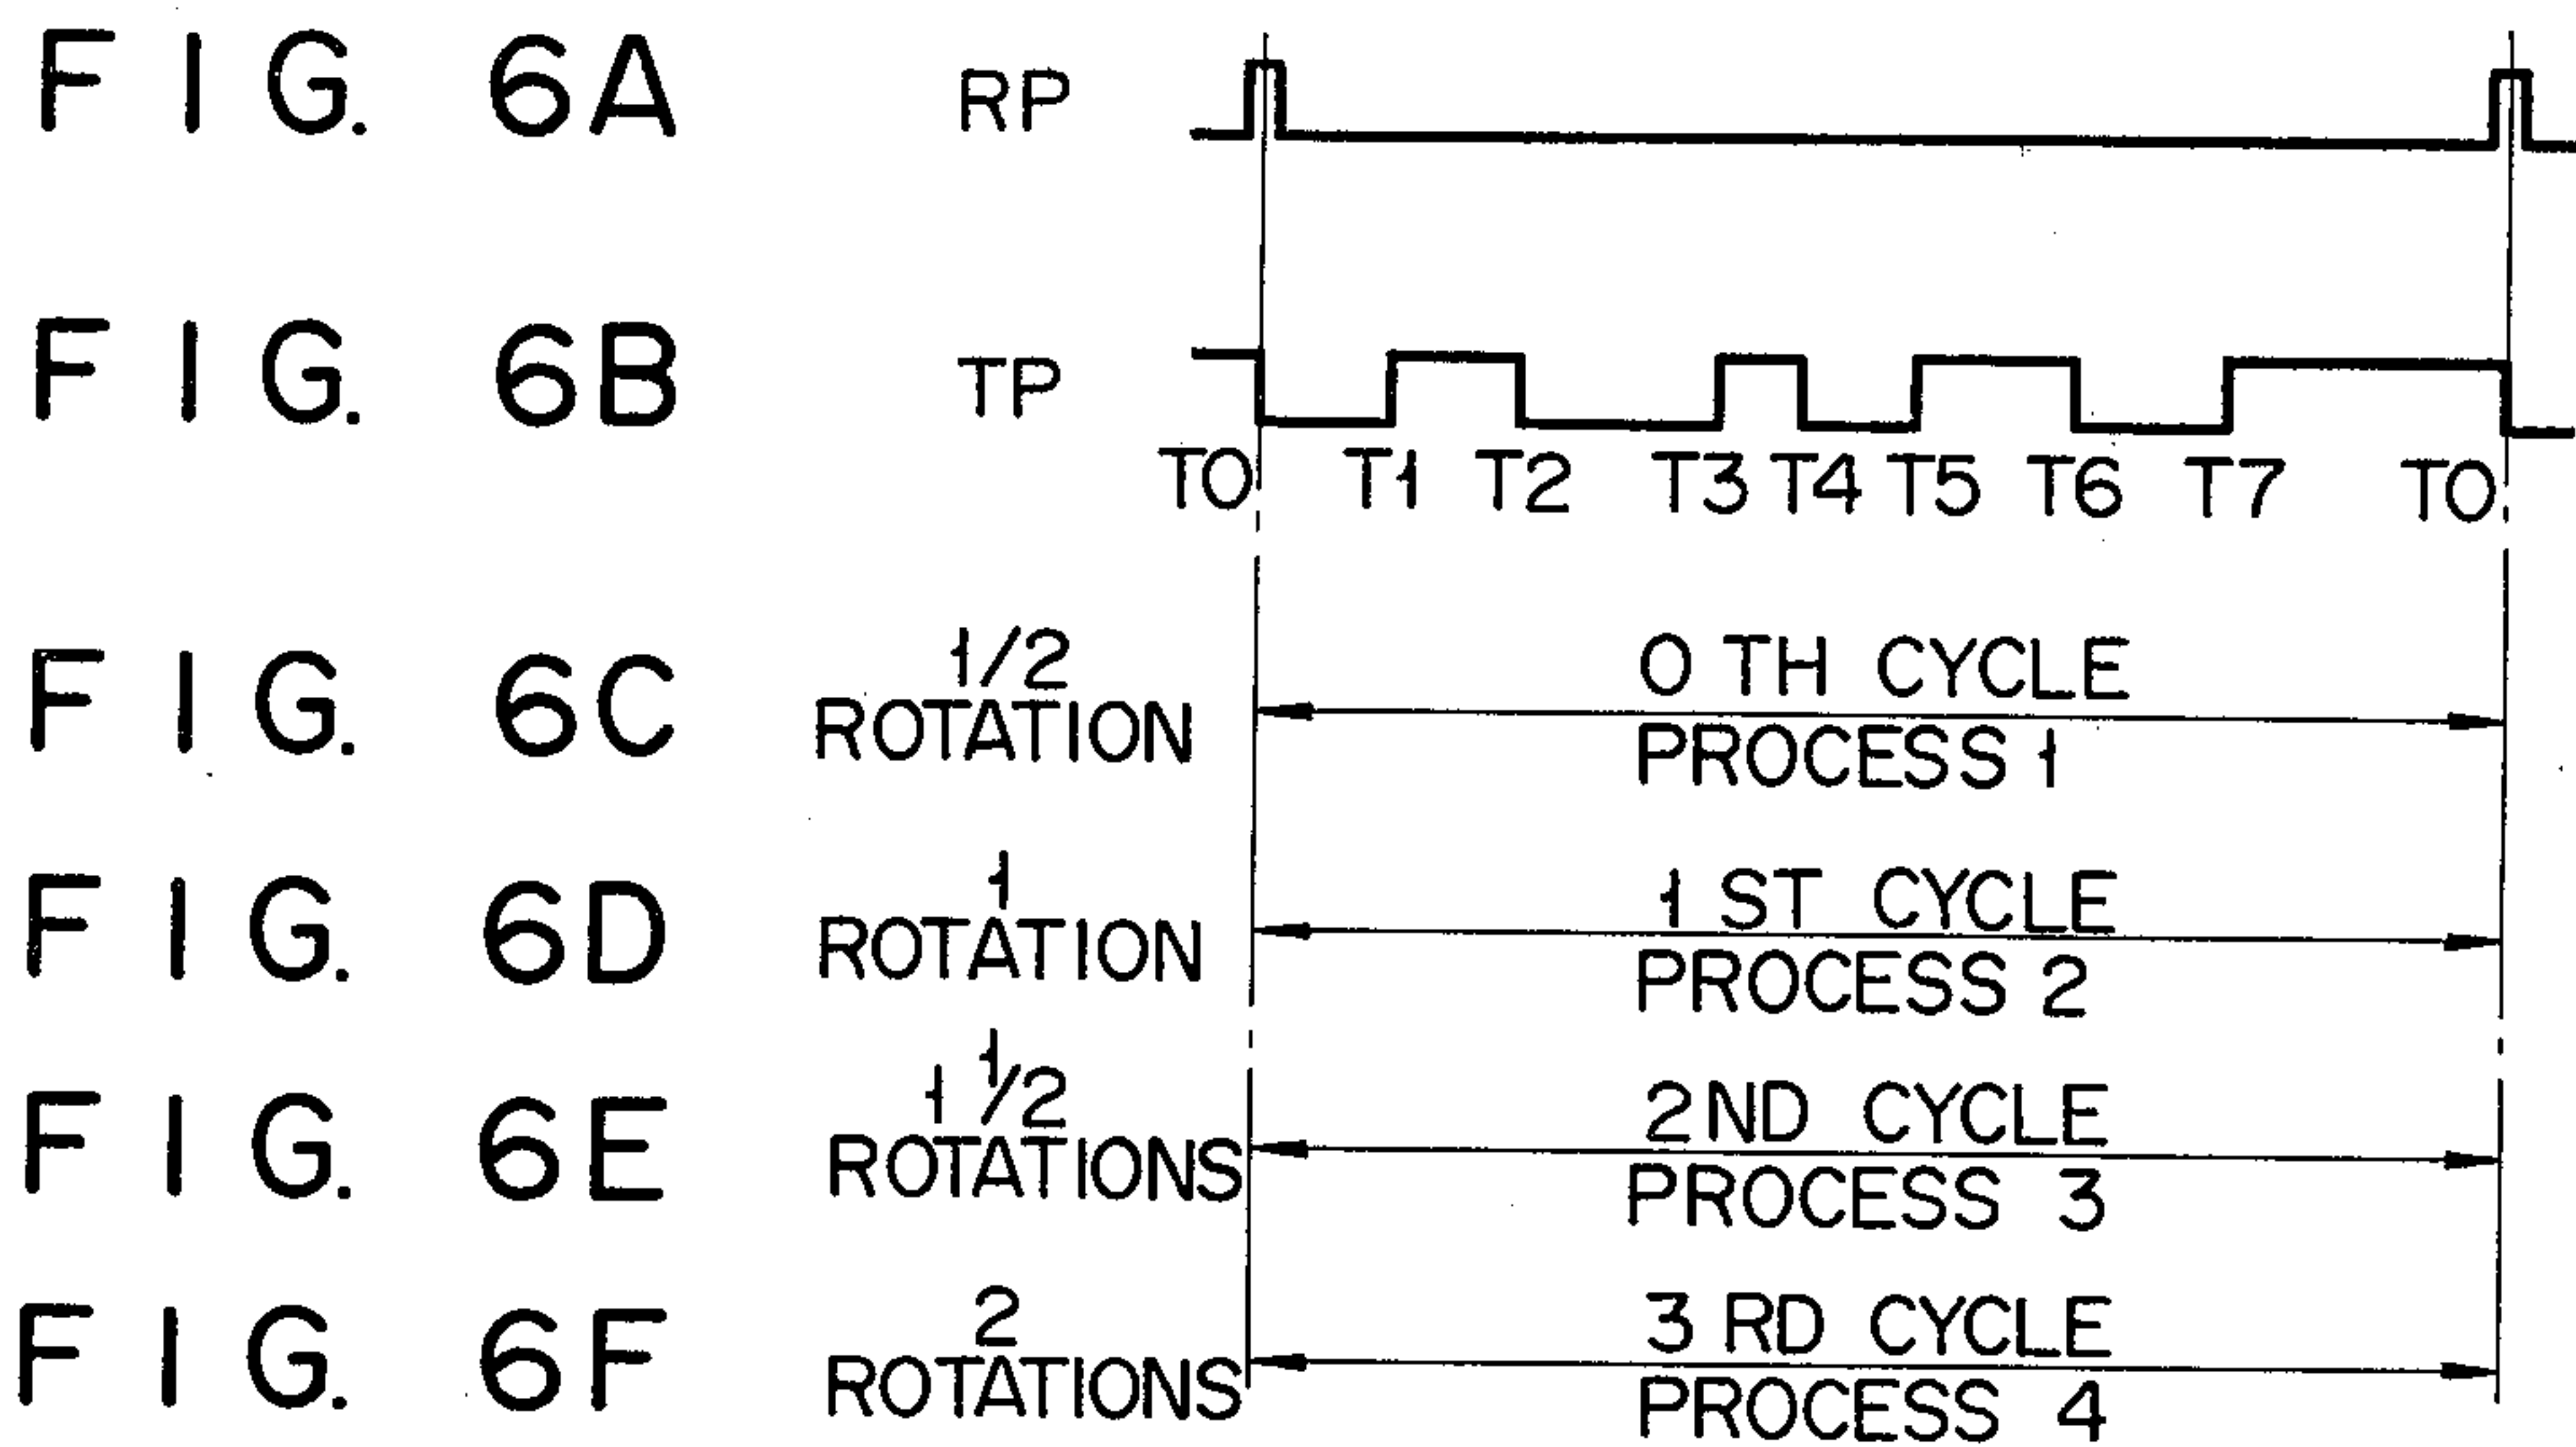 FIG. 6A RP
FIG. 6B TP
T0 T1 T2 T3 T4 T5 T6 T7 T0
FIG. 6C 1/2 ROTATION
0 TH CYCLE
PROCESS 1
FIG. 6D 1 ROTATION
1 ST CYCLE
PROCESS 2
FIG. 6E 1 1/2 ROTATIONS
2ND CYCLE
PROCESS 3
FIG. 6F 2 ROTATIONS
3 RD CYCLE
PROCESS 4